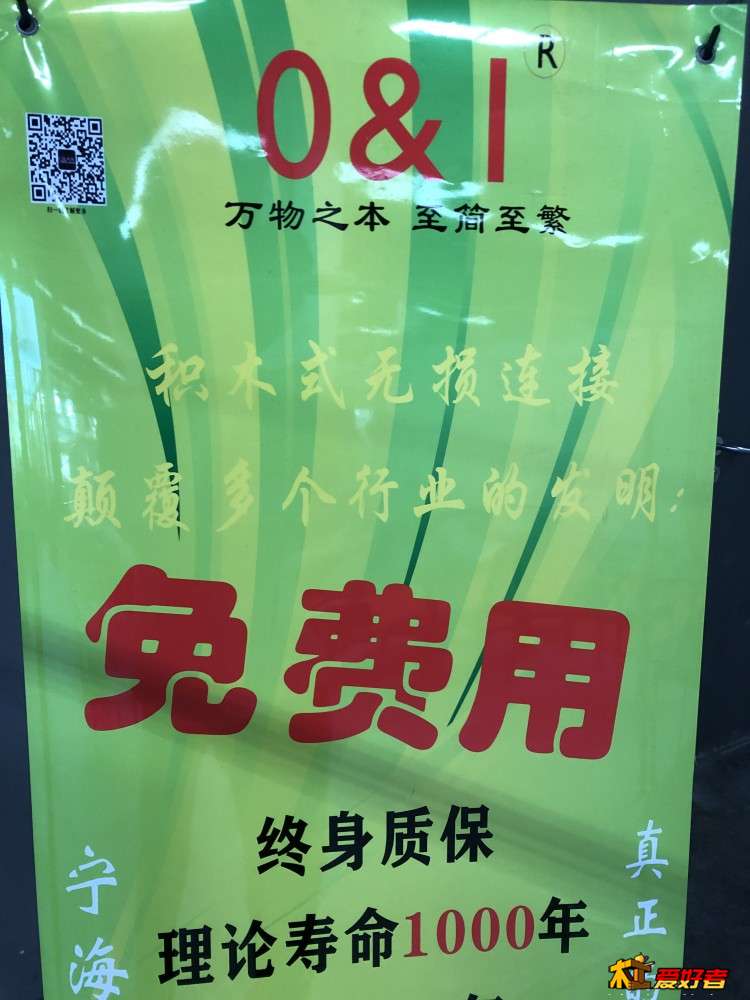 O&I
R
万物之本 至简至繁
积木式无损连接
颠覆多个行业的发明:
免费用
终身质保
理论寿命1000年
宁海
真正
木工爱好者